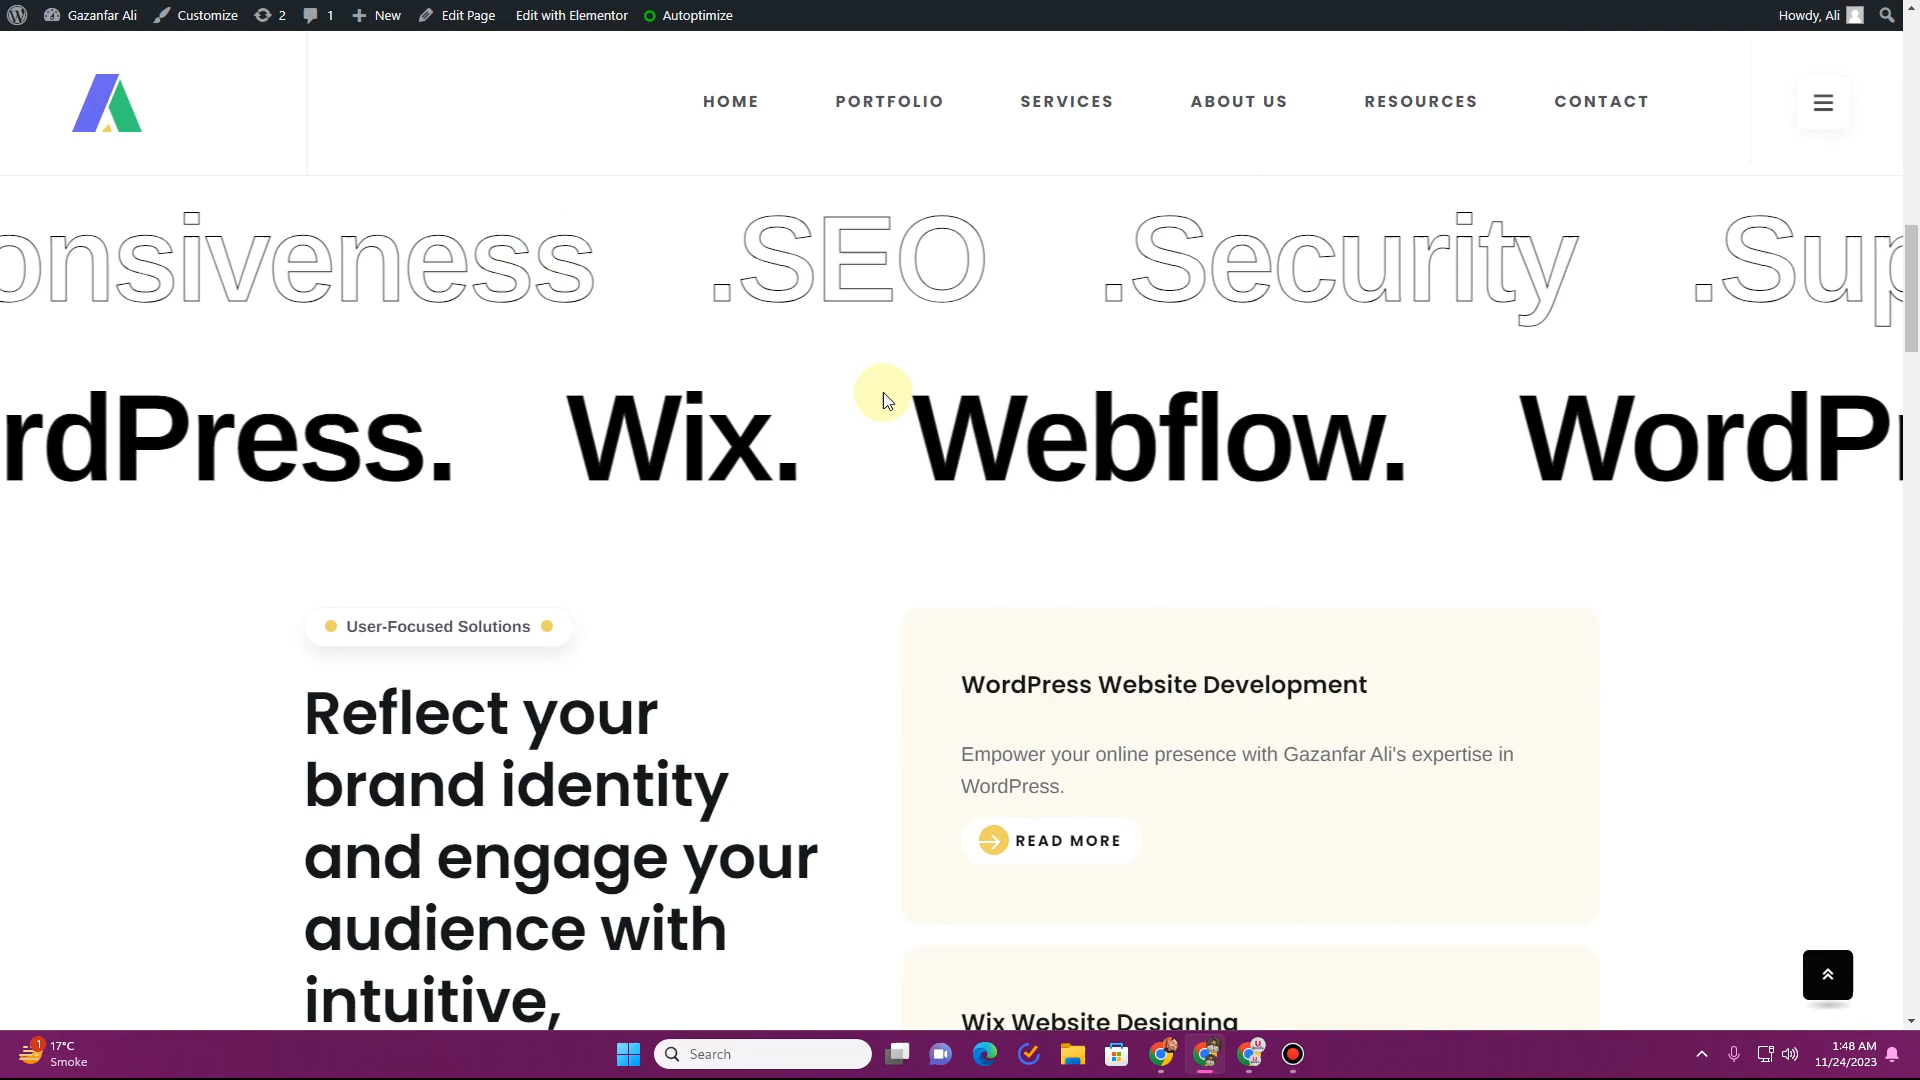 Gazanfar Ali Customize 2 1 New Edit Page Edit with Elementor Autoptimize Howdy, Ali
HOME PORTFOLIO SERVICES ABOUT US RESOURCES CONTACT
onsiveness .SEO .Security .Sup
rdPress. Wix. Webflow. WordPr
User-Focused Solutions
Reflect your
brand identity
and engage your
audience with
intuitive,
WordPress Website Development
Empower your online presence with Gazanfar Ali's expertise in
WordPress.
READ MORE
Wix Website Designing
1
17°C
Smoke
Search
1:48 AM
11/24/2023